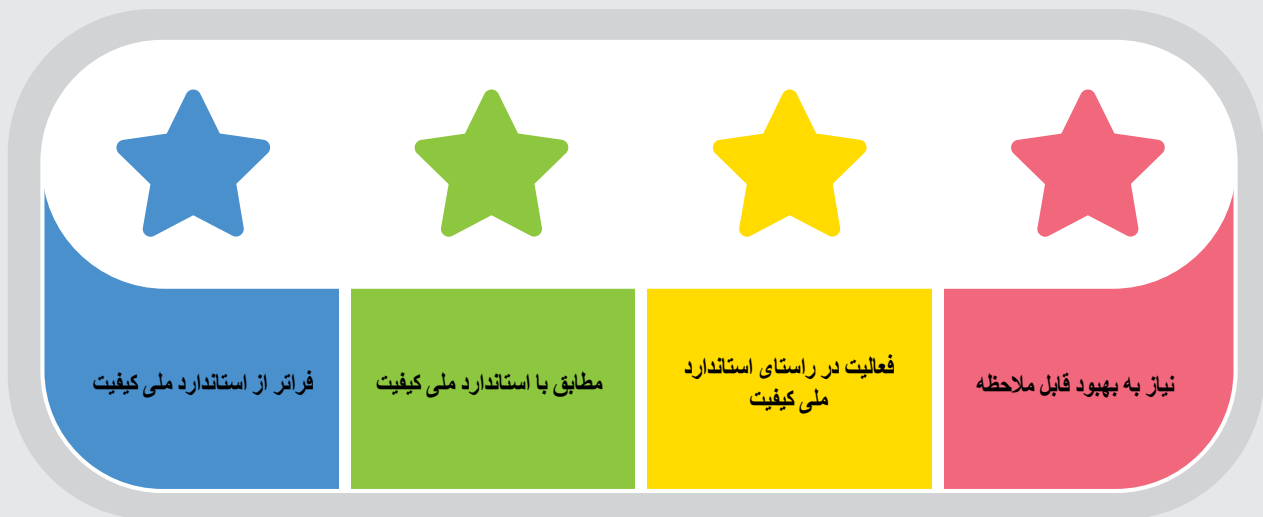 نیاز به بهبود قابل ملاحظه
فعالیت در راستای استاندارد
ملی کیفیت
مطابق با استاندارد ملی کیفیت
فراتر از استاندارد ملی کیفیت